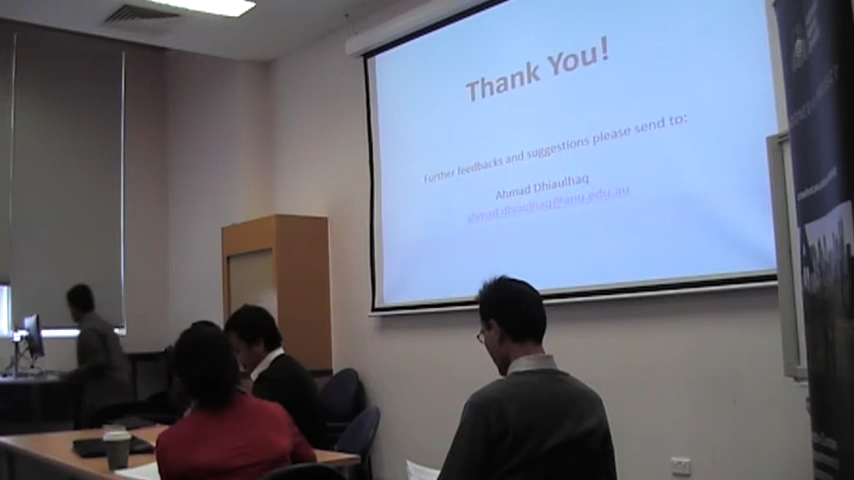 Thank You!
Further feedbacks and suggestions please send to:
Ahmad Dhiaulhaq
ahmad.dhiaulhaq@anu.edu.au